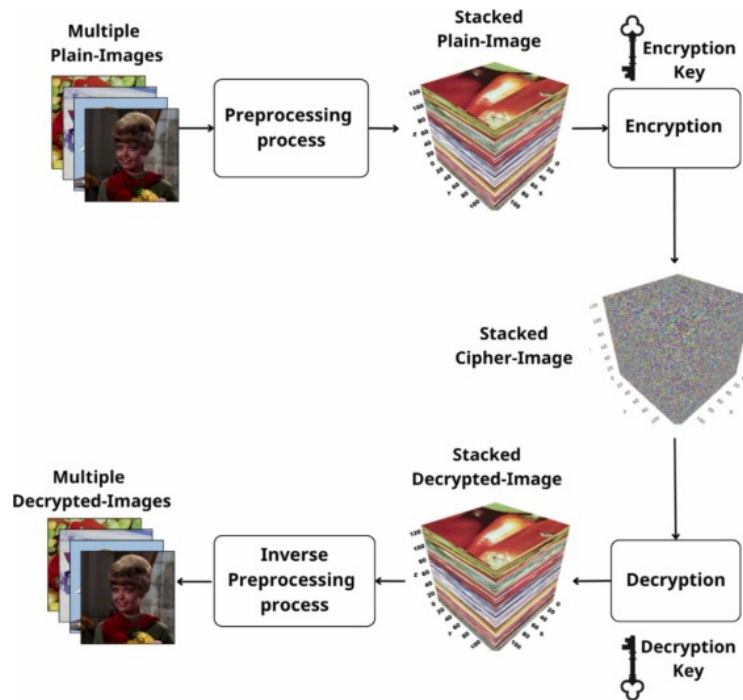 Multiple
Plain-Images
Preprocessing
process
Stacked
Plain-Image
Encryption
Key
Encryption
Stacked
Cipher-Image
Multiple
Decrypted-Images
Inverse
Preprocessing
process
Stacked
Decrypted-Image
Decryption
Decryption
Key